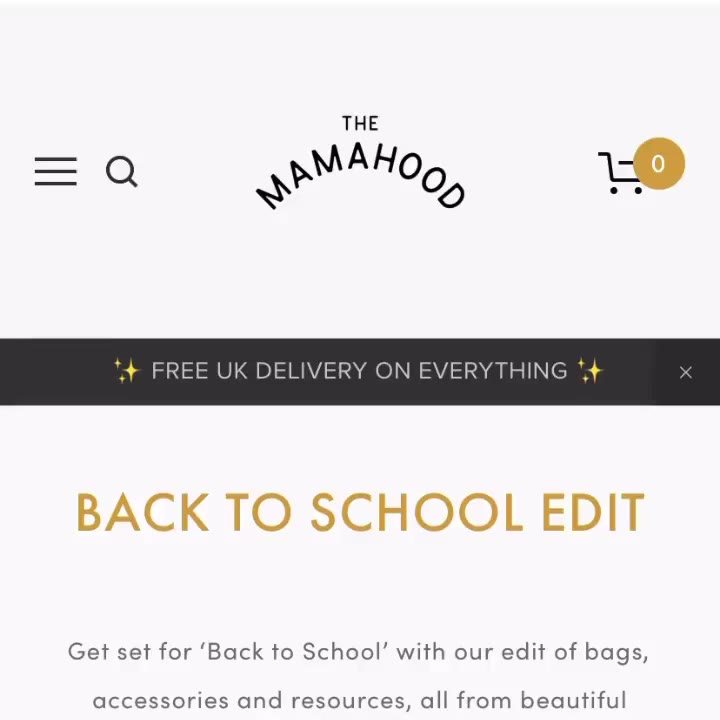 THE
MAMAHOOD
0
✨ FREE UK DELIVERY ON EVERYTHING ✨ ×
BACK TO SCHOOL EDIT
Get set for ‘Back to School’ with our edit of bags,
accessories and resources, all from beautiful